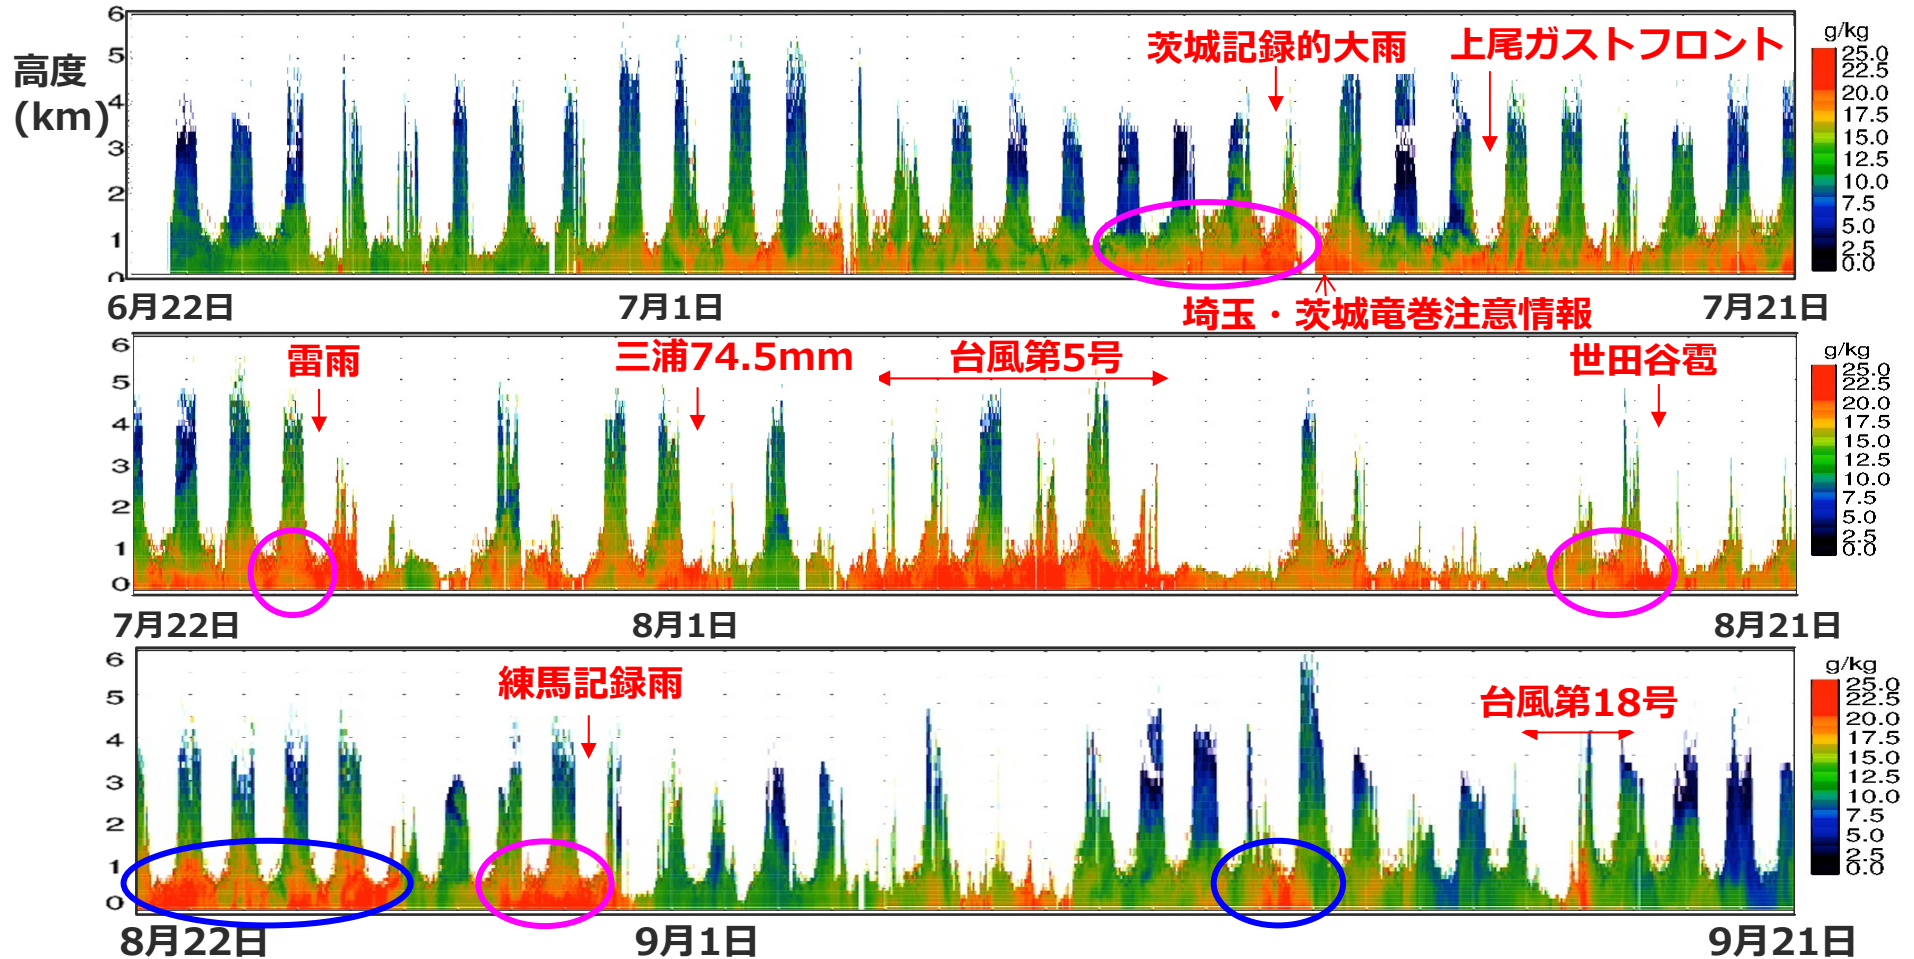 高度
(km)
6
5
4
3
2
1
0
茨城記録的大雨
上尾ガストフロント
埼玉・茨城竜巻注意情報
g/kg
25.0
22.5
20.0
17.5
15.0
12.5
10.0
7.5
5.0
2.5
0.0
6月22日
7月1日
7月21日
6
5
4
3
2
1
0
雷雨
三浦74.5mm
台風第5号
世田谷雹
g/kg
25.0
22.5
20.0
17.5
15.0
12.5
10.0
7.5
5.0
2.5
0.0
7月22日
8月1日
8月21日
6
5
4
3
2
1
0
練馬記録雨
台風第18号
g/kg
25.0
22.5
20.0
17.5
15.0
12.5
10.0
7.5
5.0
2.5
0.0
8月22日
9月1日
9月21日